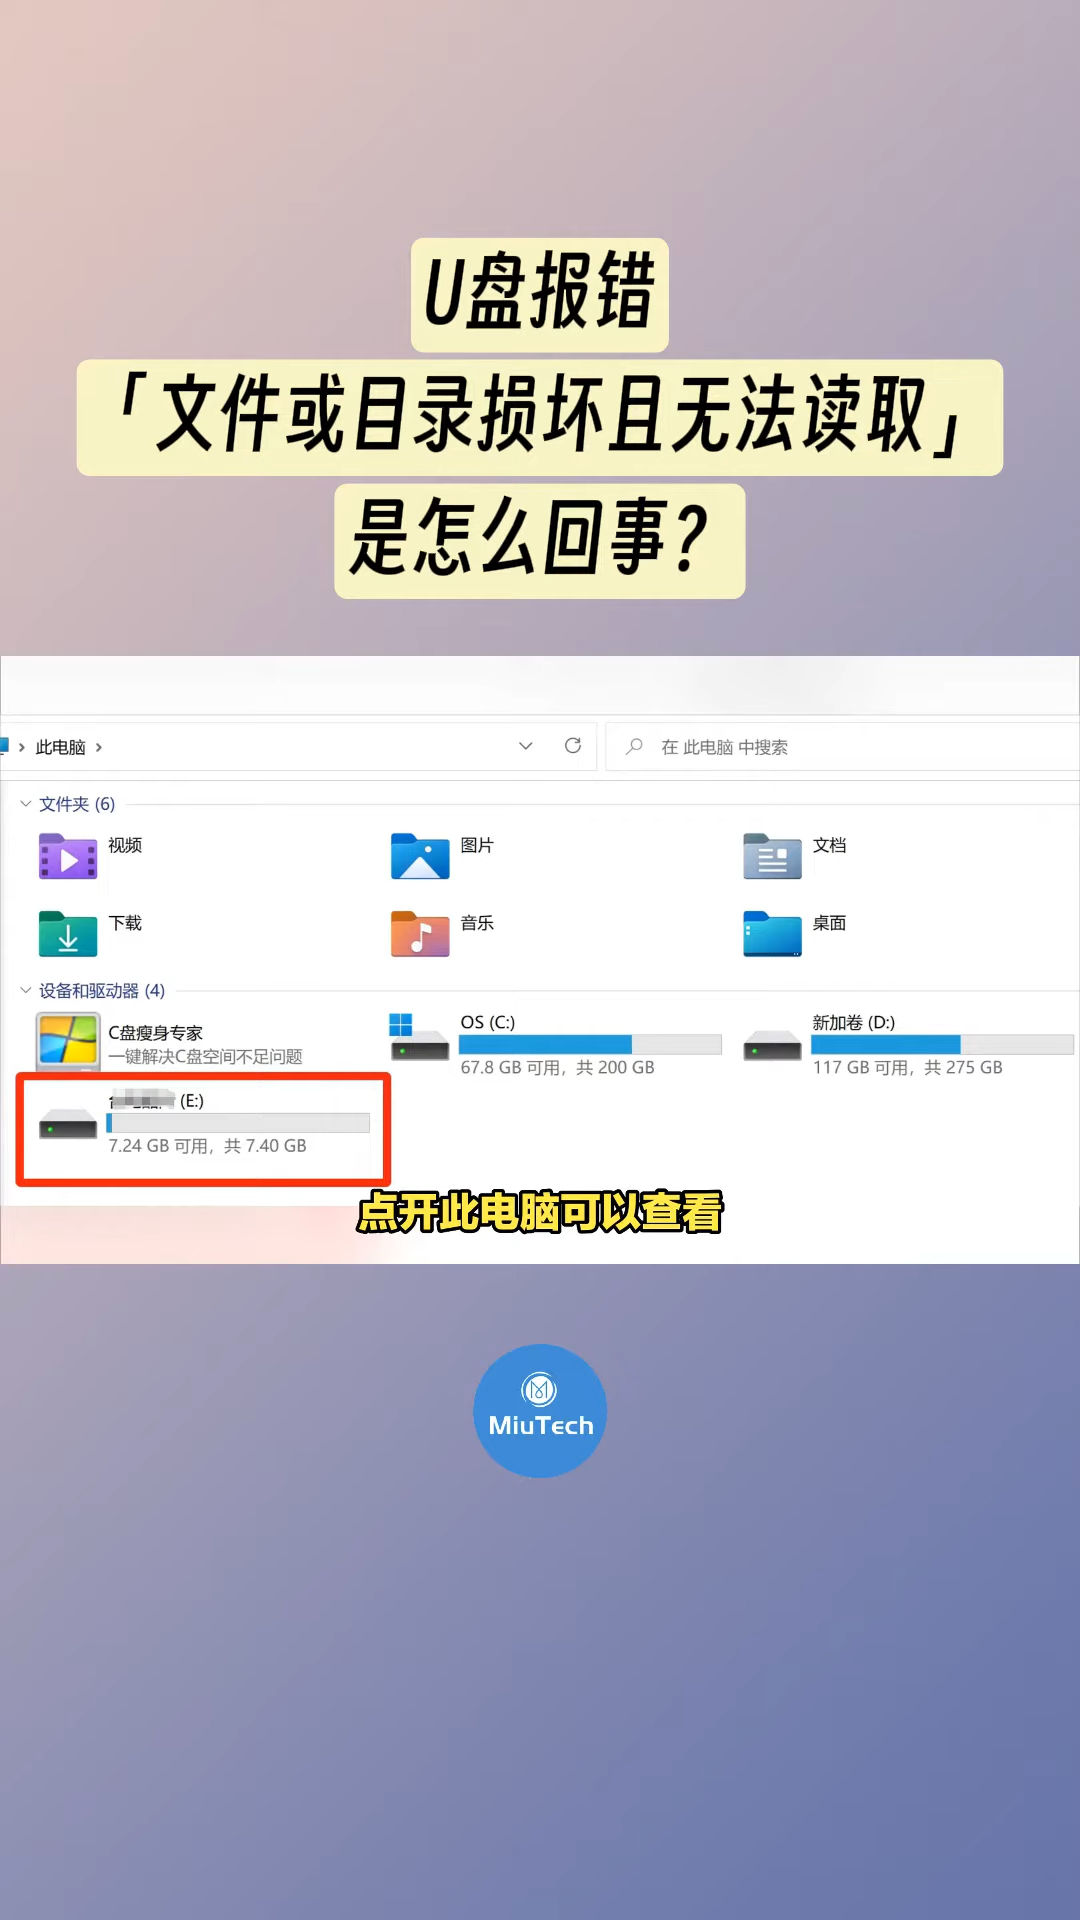 U盘报错
「文件或目录损坏且无法读取」
是怎么回事?
此电脑
在 此电脑 中搜索
文件夹 (6)
视频
图片
文档
下载
音乐
桌面
设备和驱动器 (4)
C盘瘦身专家
一键解决C盘空间不足问题
OS (C:)
67.8 GB 可用, 共 200 GB
新加卷 (D:)
117 GB 可用, 共 275 GB
(E:)
7.24 GB 可用, 共 7.40 GB
点开此电脑可以查看
MiuTech